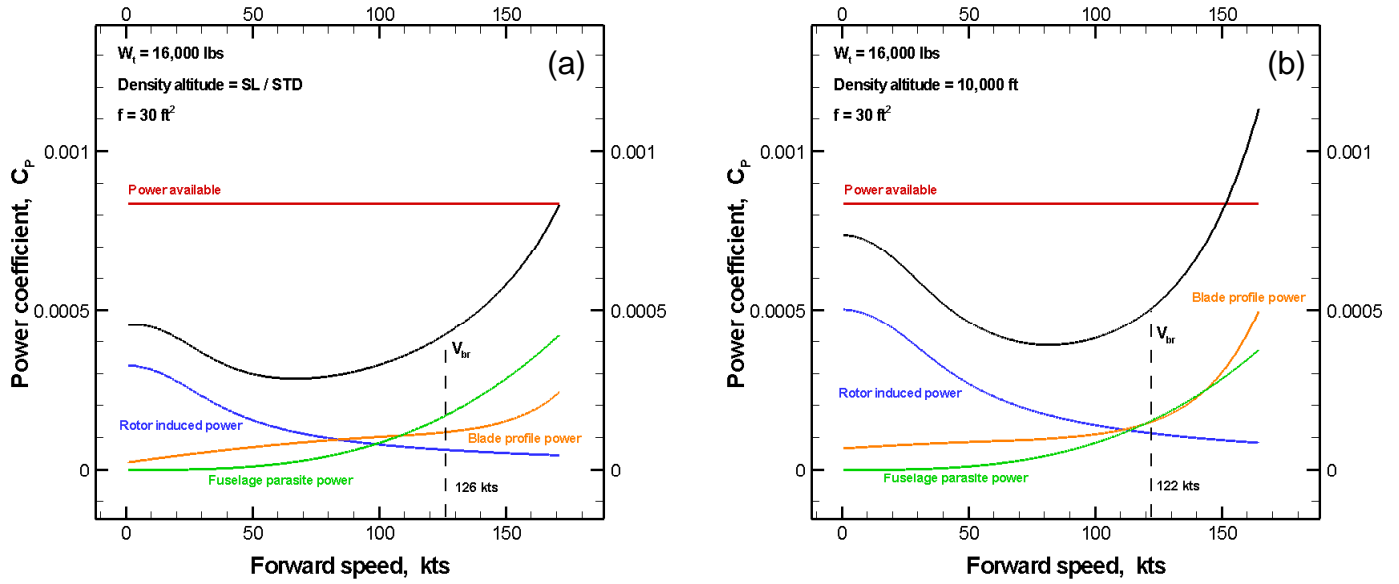 0 50 100 150
W_t = 16,000 lbs
(a)
Density altitude = SL / STD
f = 30 ft²
0.001
0.001
Power available
0.0005
0.0005
V_br
Rotor induced power
Blade profile power
0
0
Fuselage parasite power
126 kts
0 50 100 150
Forward speed, kts
Power coefficient, C_P
0 50 100 150
W_t = 16,000 lbs
(b)
Density altitude = 10,000 ft
f = 30 ft²
0.001
0.001
Power available
0.0005
0.0005
Blade profile power
V_br
Rotor induced power
0
0
Fuselage parasite power
122 kts
0 50 100 150
Forward speed, kts
Power coefficient, C_P